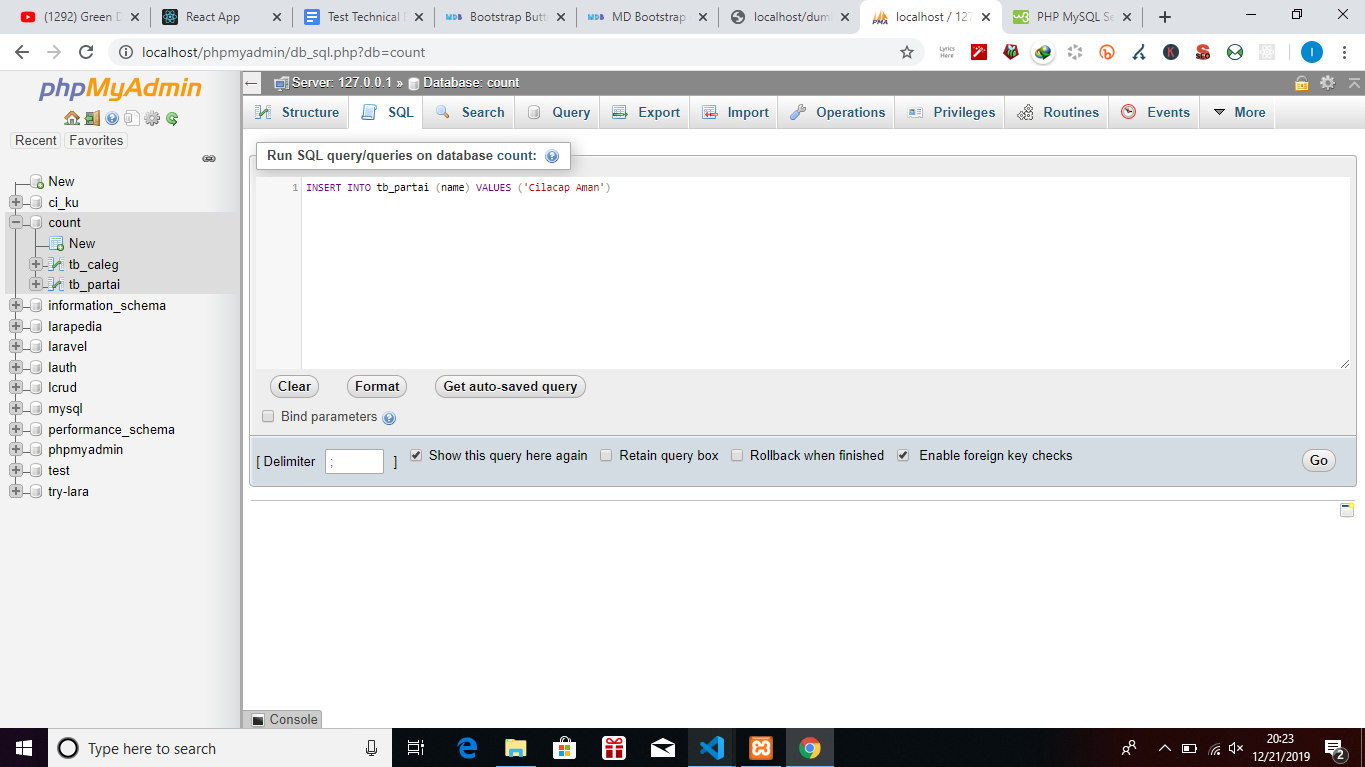 (1292) Green D
React App
Test Technical
Bootstrap Butt
MD Bootstrap
localhost/dum
localhost / 127
PHP MySQL Se
localhost/phpmyadmin/db_sql.php?db=count
Lyrics Here
SEO
I
phpMyAdmin
Recent
Favorites
New
ci_ku
count
New
tb_caleg
tb_partai
information_schema
larapedia
laravel
lauth
lcrud
mysql
performance_schema
phpmyadmin
test
try-lara
Server: 127.0.0.1 » Database: count
Structure
SQL
Search
Query
Export
Import
Operations
Privileges
Routines
Events
More
Run SQL query/queries on database count:
1 INSERT INTO tb_partai (name) VALUES ('Cilacap Aman')
Clear
Format
Get auto-saved query
Bind parameters
[ Delimiter ; ]
Show this query here again
Retain query box
Rollback when finished
Enable foreign key checks
Go
Console
Type here to search
20:23
12/21/2019
2